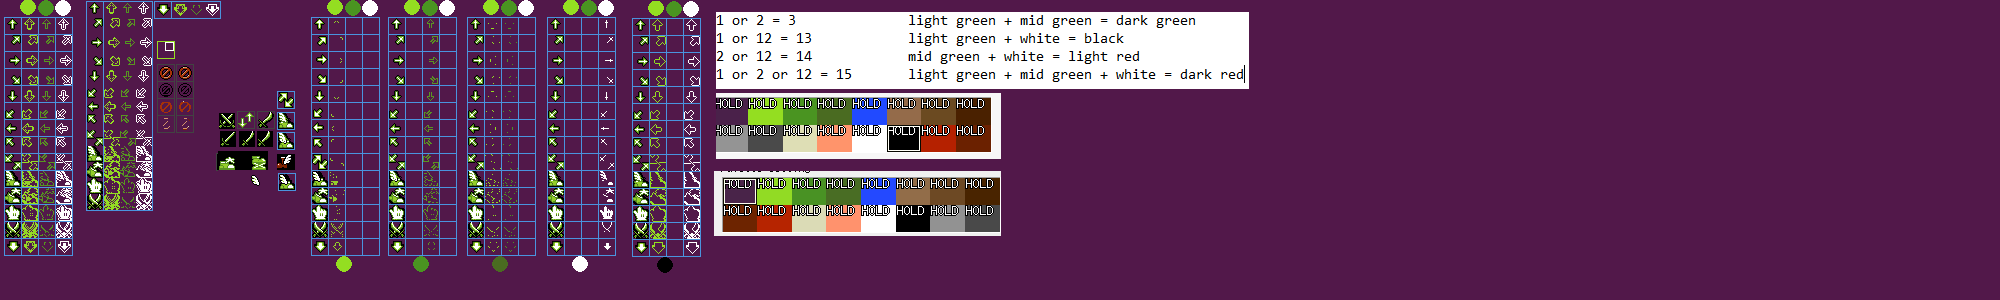 1 or 2 = 3 light green + mid green = dark green
1 or 12 = 13 light green + white = black
2 or 12 = 14 mid green + white = light red
1 or 2 or 12 = 15 light green + mid green + white = dark red
HOLD HOLD HOLD HOLD HOLD HOLD HOLD HOLD
HOLD HOLD HOLD HOLD HOLD HOLD HOLD HOLD
HOLD HOLD HOLD HOLD HOLD HOLD HOLD HOLD
HOLD HOLD HOLD HOLD HOLD HOLD HOLD HOLD